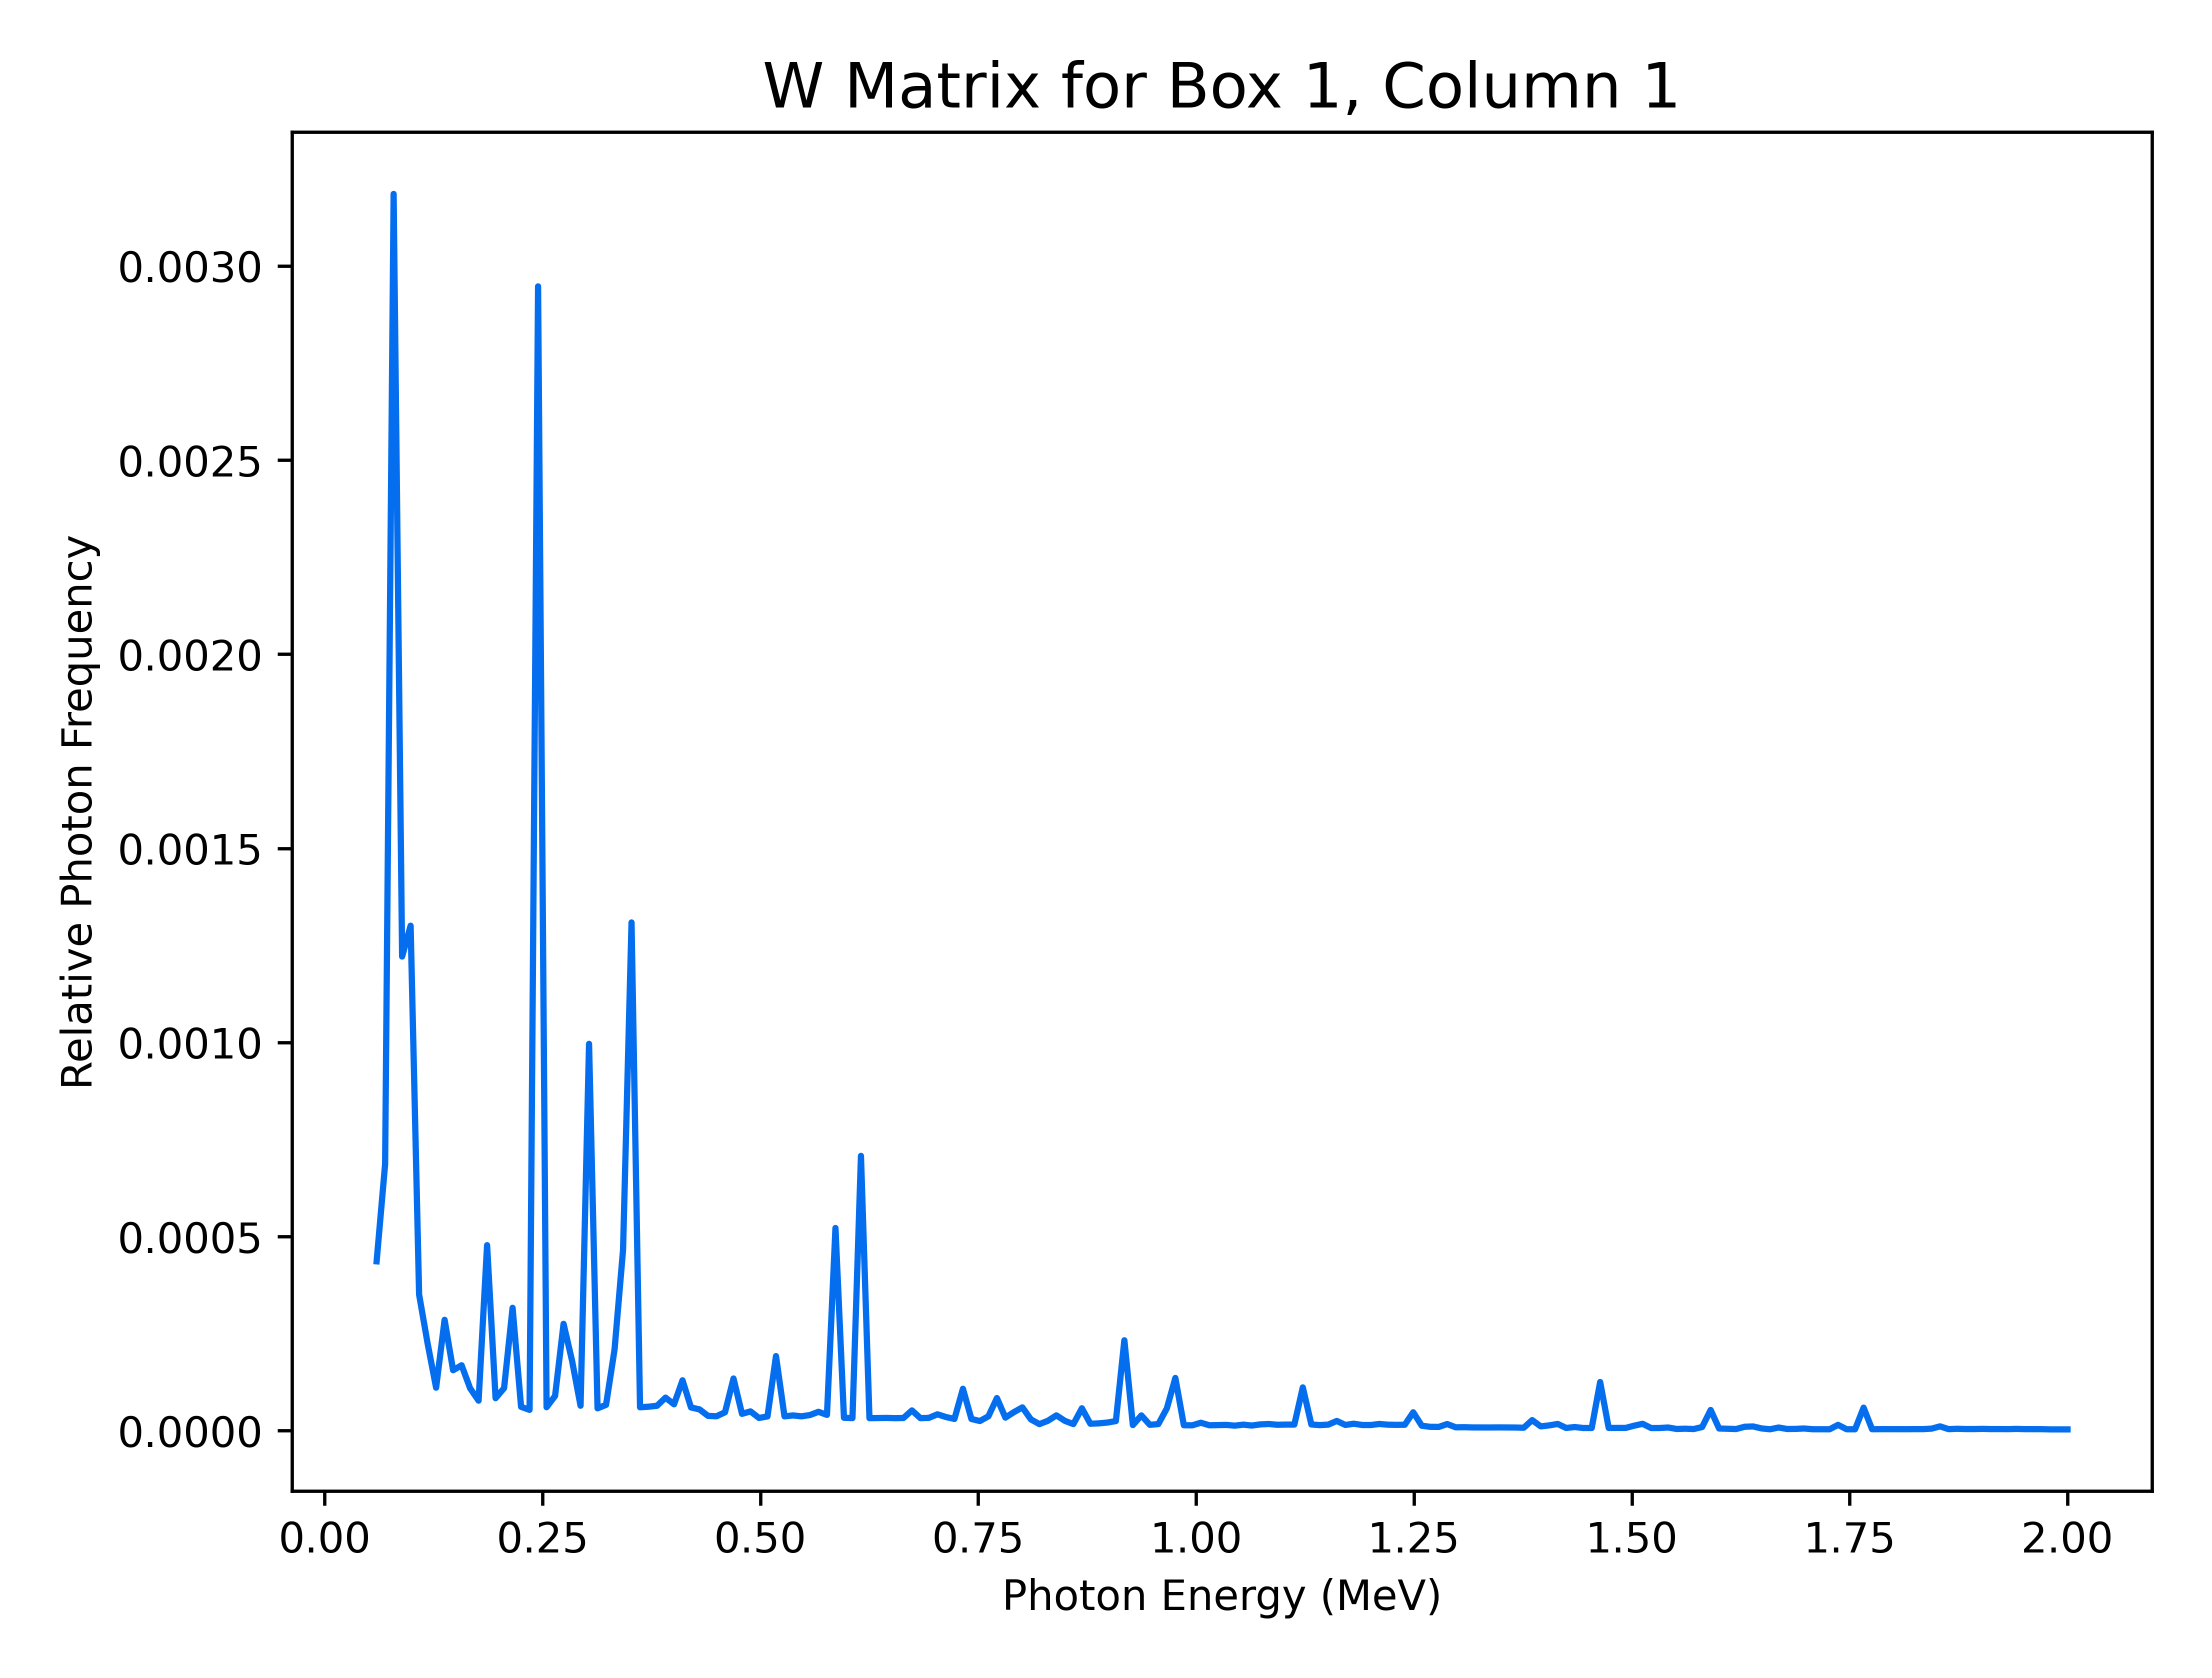 W Matrix for Box 1, Column 1
Relative Photon Frequency
0.0030
0.0025
0.0020
0.0015
0.0010
0.0005
0.0000
0.00 0.25 0.50 0.75 1.00 1.25 1.50 1.75 2.00
Photon Energy (MeV)